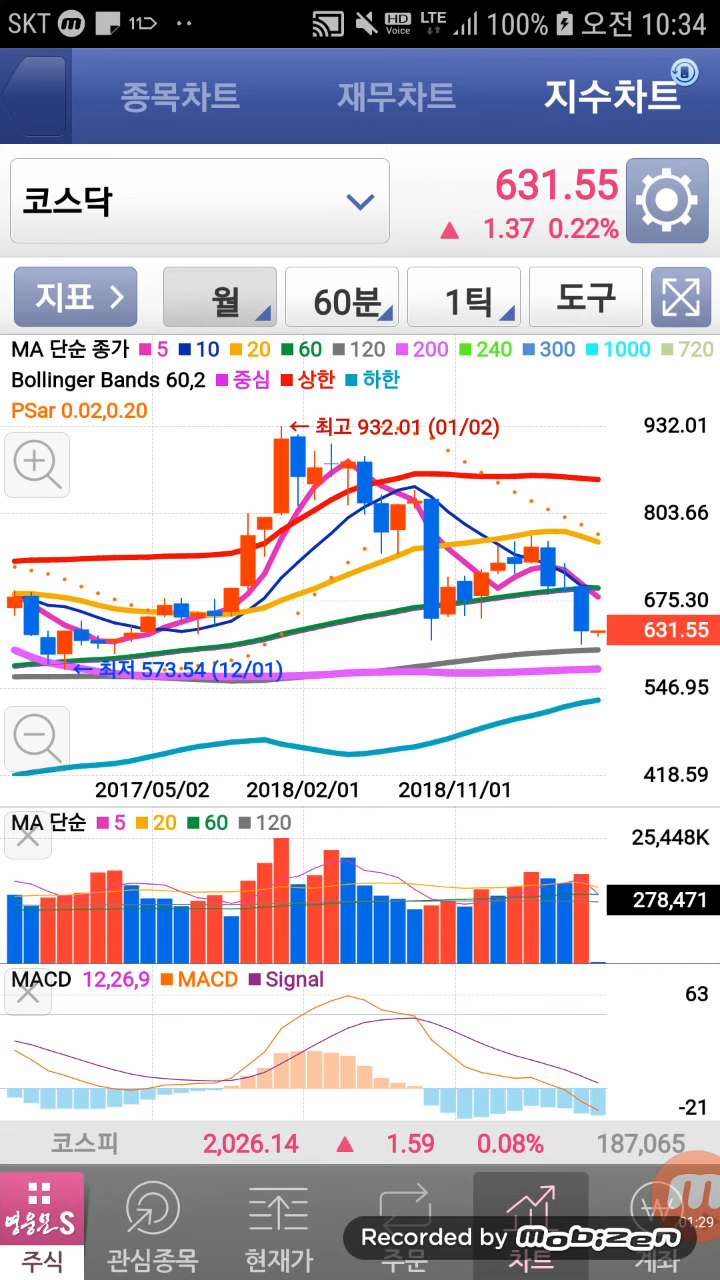 SKT 11 HD Voice LTE 100% 오전 10:34
종목차트 재무차트 지수차트
코스닥 631.55
▲ 1.37 0.22%
지표 월 60분 1틱 도구
MA 단순 종가 5 10 20 60 120 200 240 300 1000 720
Bollinger Bands 60,2 중심 상한 하한
PSar 0.02,0.20
← 최고 932.01 (01/02) 932.01
803.66
675.30
631.55
← 최저 573.54 (12/01)
546.95
418.59
2017/05/02 2018/02/01 2018/11/01
MA 단순 5 20 60 120
25,448K
278,471
MACD 12,26,9 MACD Signal
63
-21
코스피 2,026.14 ▲ 1.59 0.08% 187,065
영웅문S
01:29
Recorded by mobizen
주식 관심종목 현재가 주문 차트 계좌